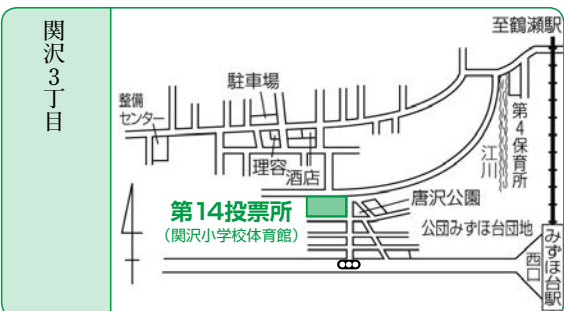 関沢3丁目
至鶴瀬駅
駐車場
整備
センター
第4保育所
江川
理容
酒店
唐沢公園
第14投票所
(関沢小学校体育館)
公団みずほ台団地
西口
みずほ台駅